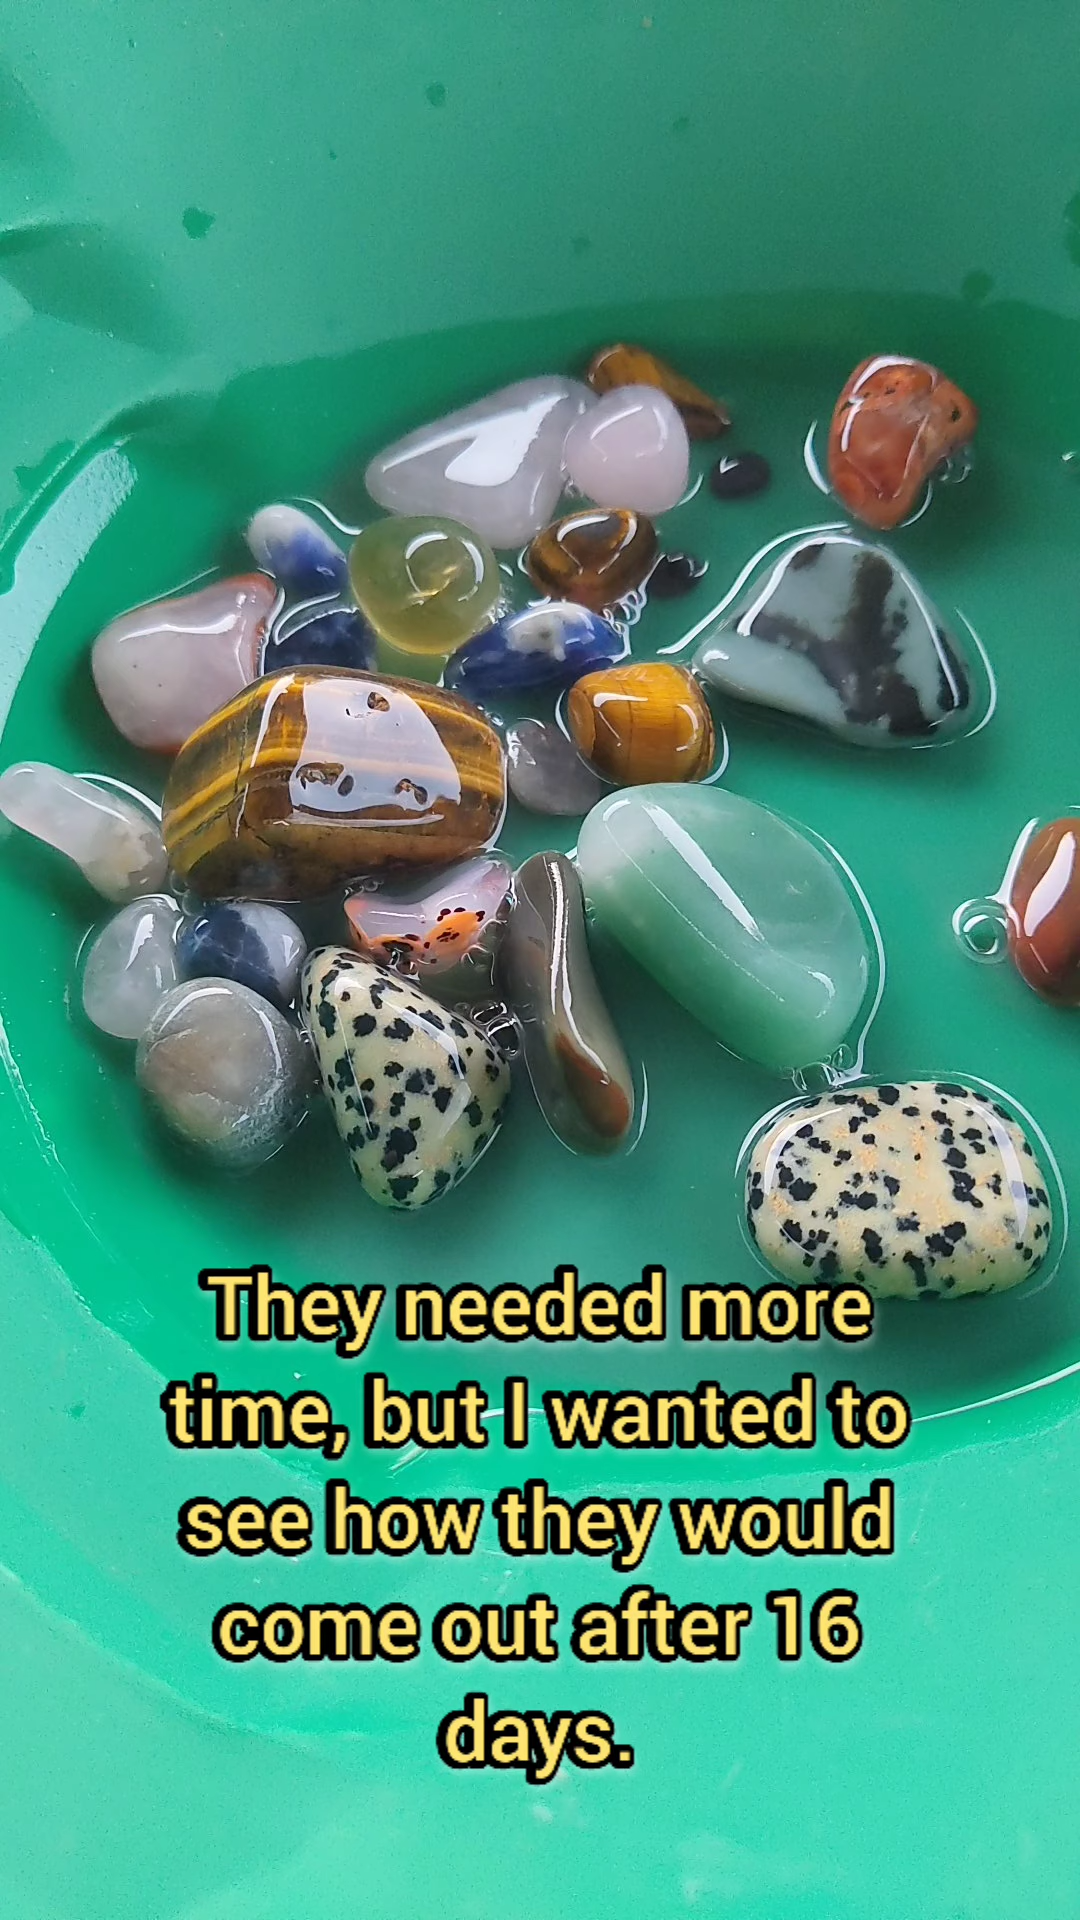 They needed more
time, but I wanted to
see how they would
come out after 16
days.